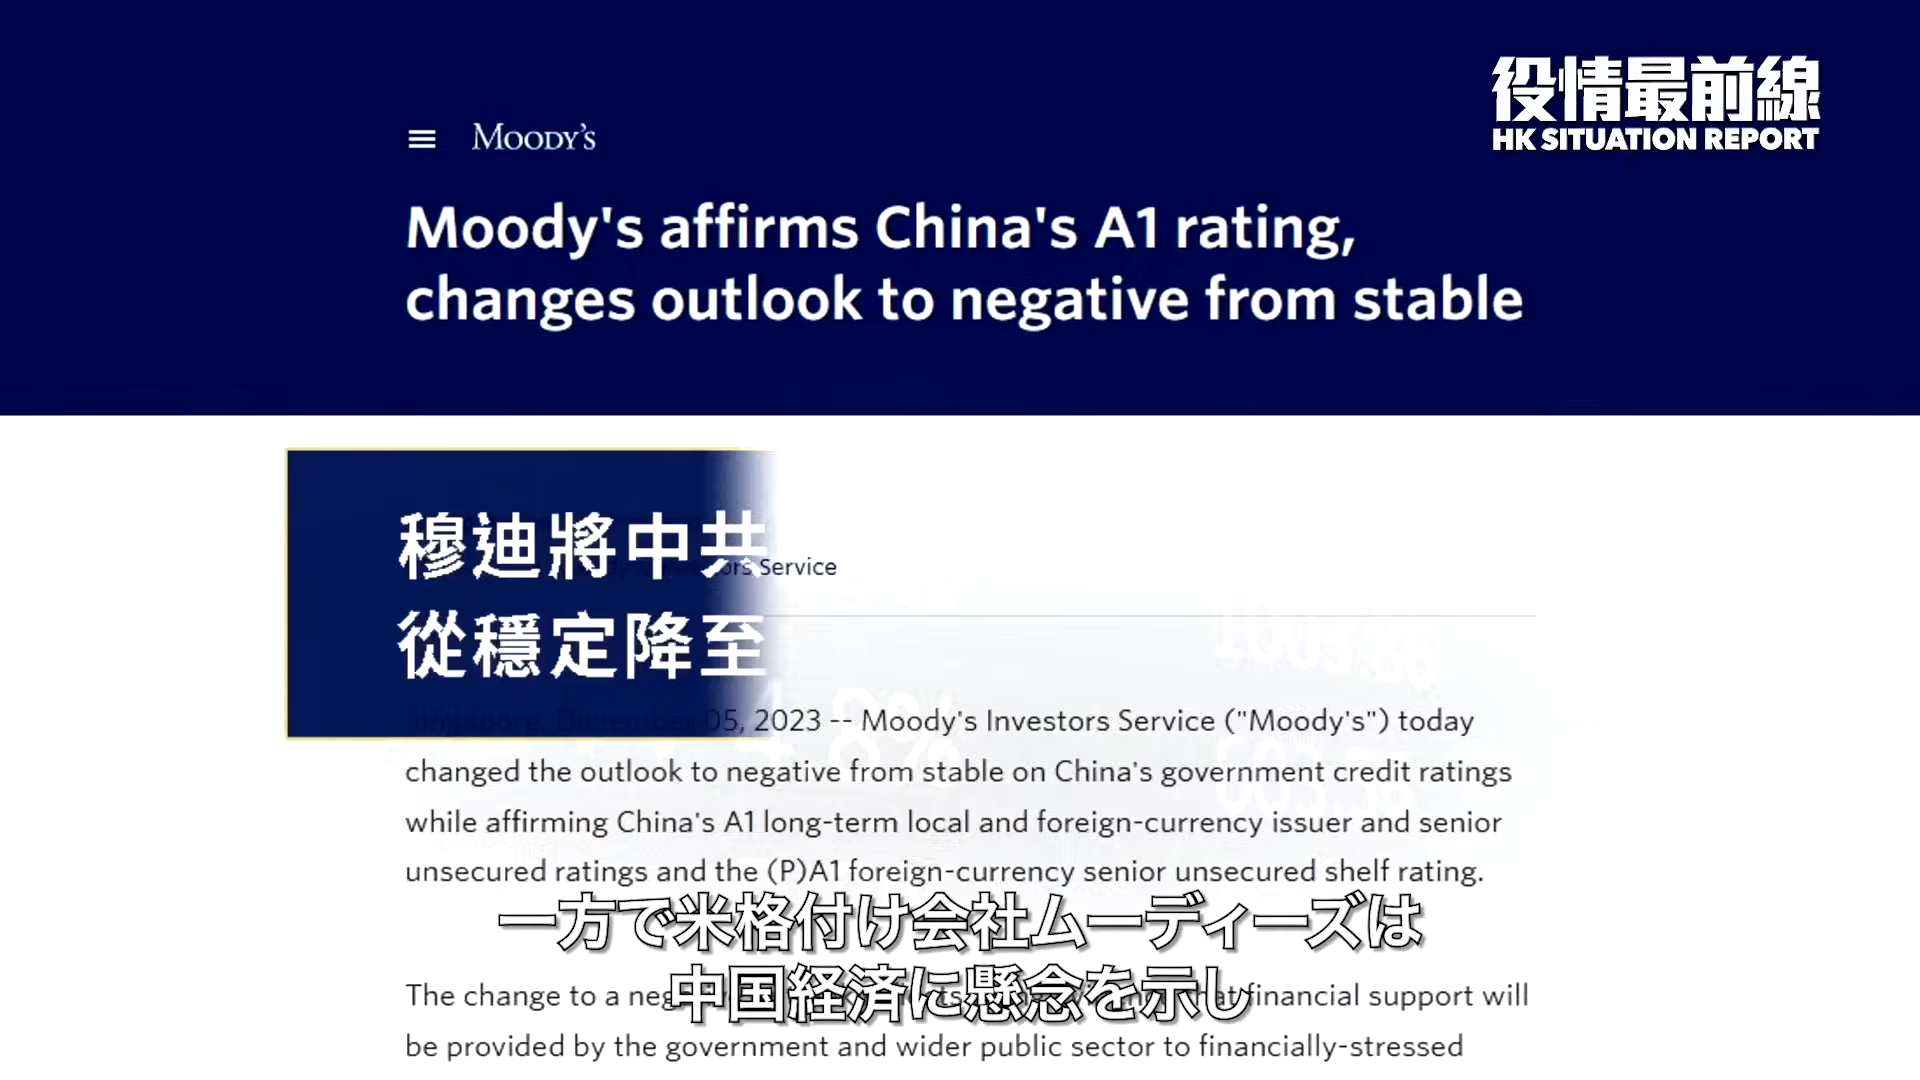 役情最前線
HK SITUATION REPORT
Moody's
Moody's affirms China's A1 rating,
changes outlook to negative from stable
穆迪將中共
從穩定降至
Service
05, 2023 -- Moody's Investors Service ("Moody's") today
changed the outlook to negative from stable on China's government credit ratings
while affirming China's A1 long-term local and foreign-currency issuer and senior
unsecured ratings and the (P)A1 foreign-currency senior unsecured shelf rating.
一方で米格付け会社ムーディーズは
中国経済に懸念を示し
The change to a financial support will
be provided by the government and wider public sector to financially-stressed